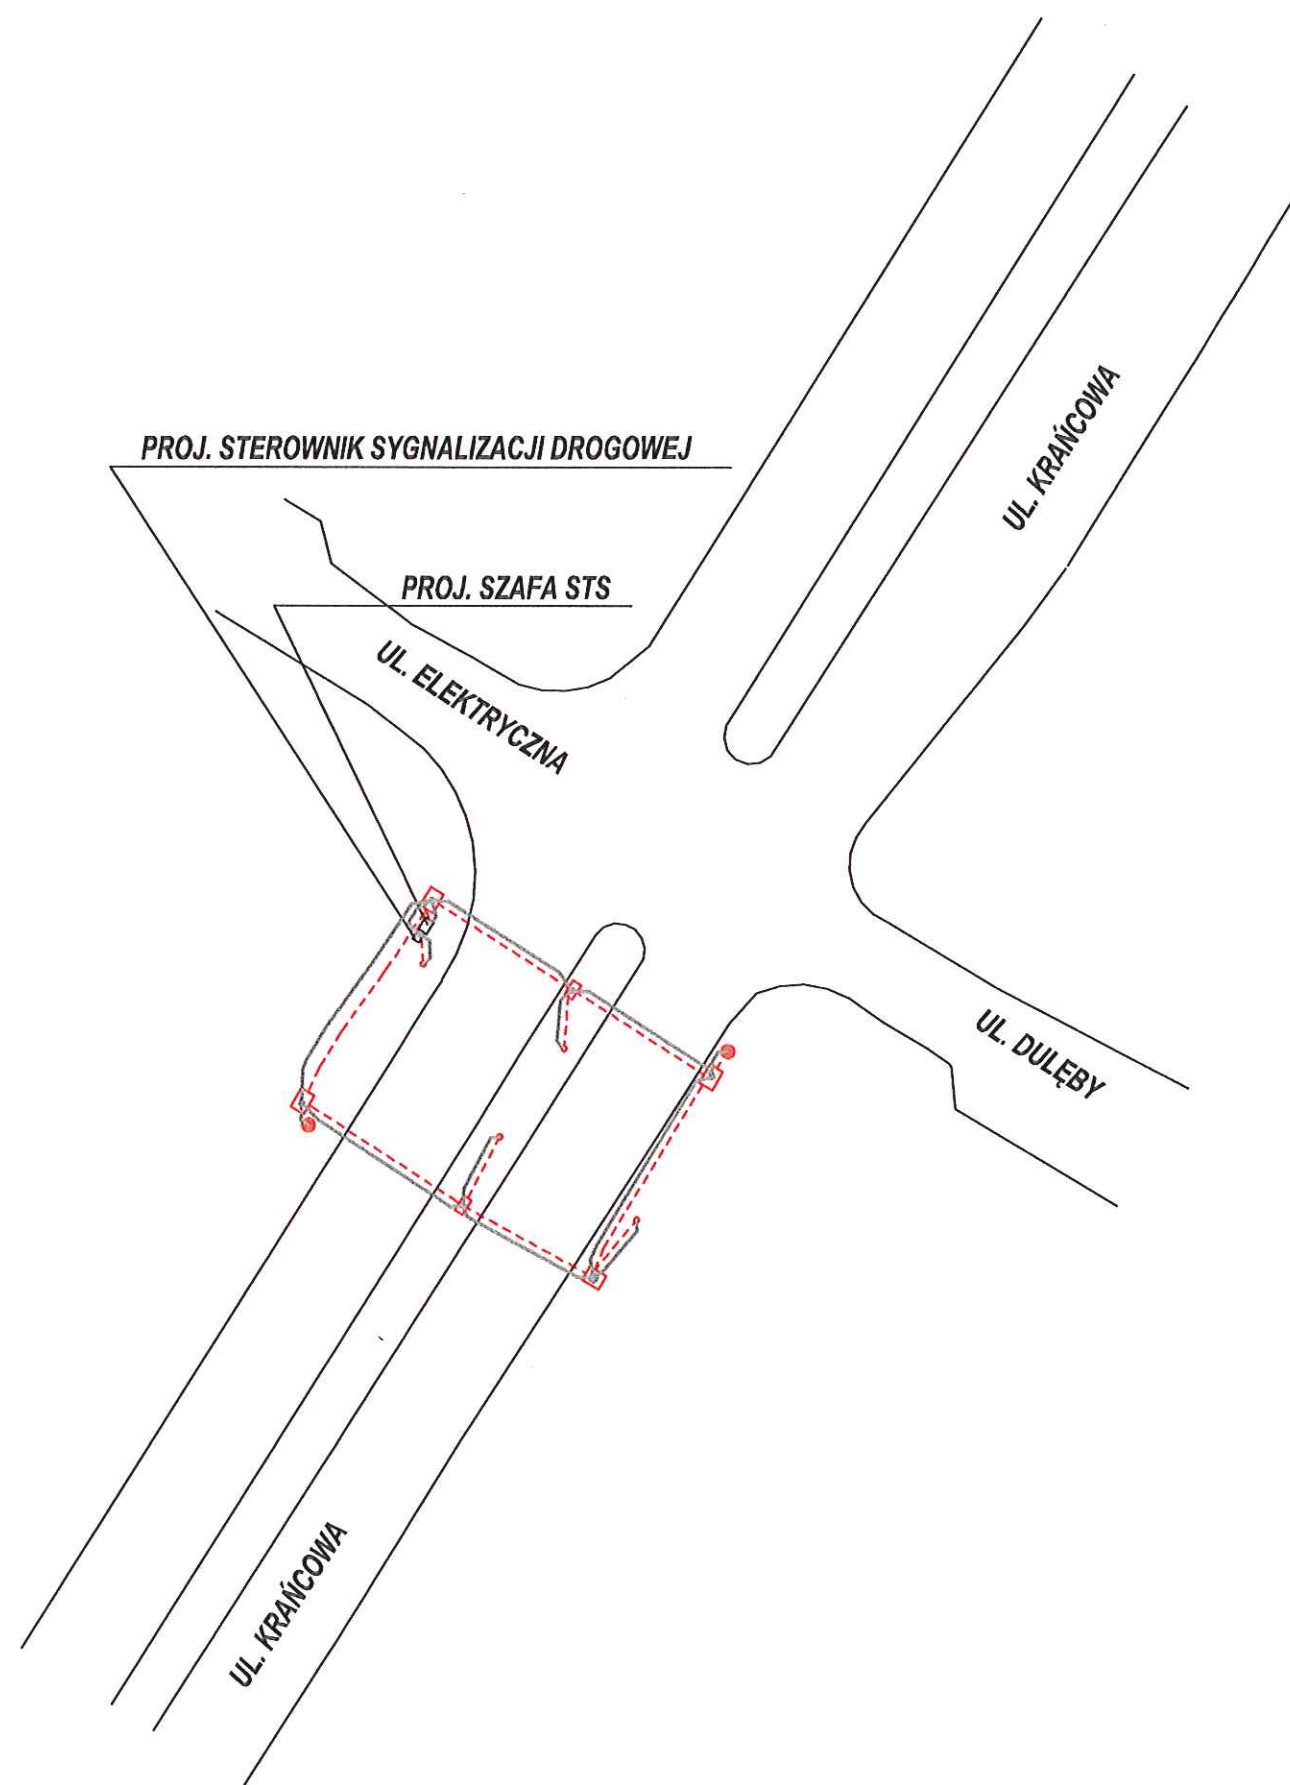 UL. KRAŃCOWA
PROJ. STEROWNIK SYGNALIZACJI DROGOWEJ
PROJ. SZAFA STS
UL. ELEKTRYCZNA
UL. DULĘBY
UL. KRAŃCOWA